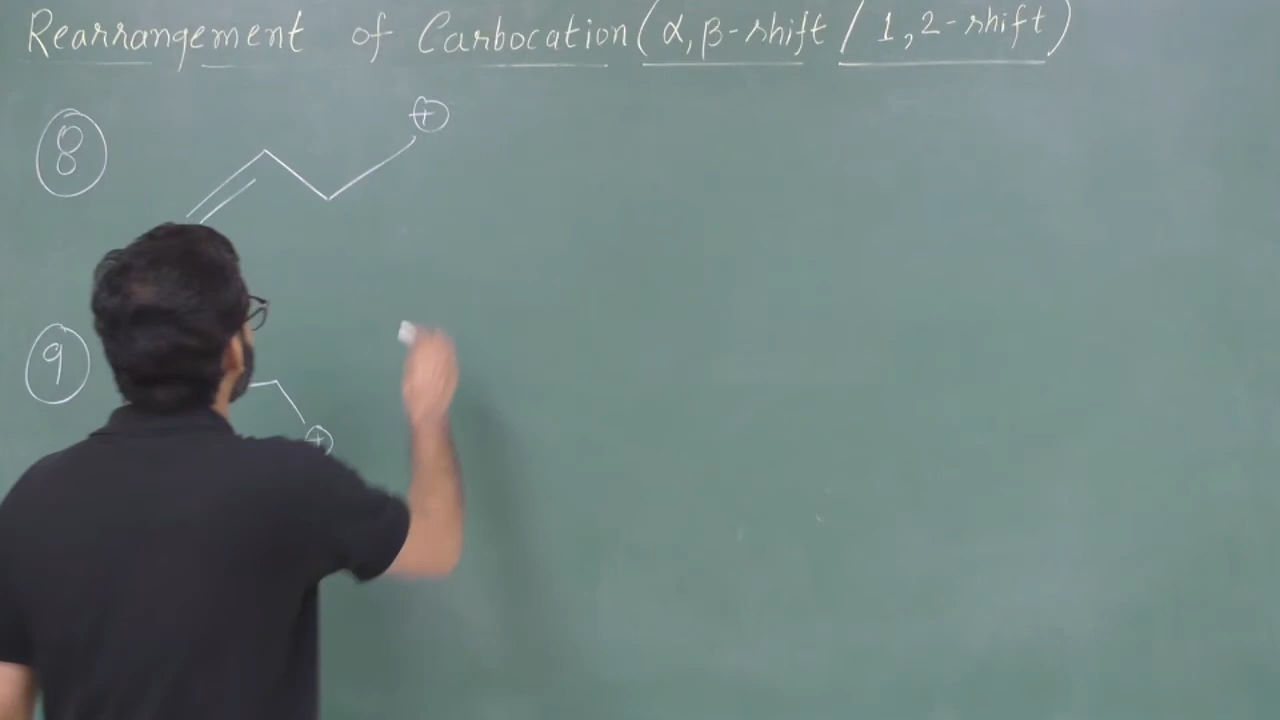 Rearrangement of Carbocation (α,β-shift / 1,2-shift)
8
+
9
+